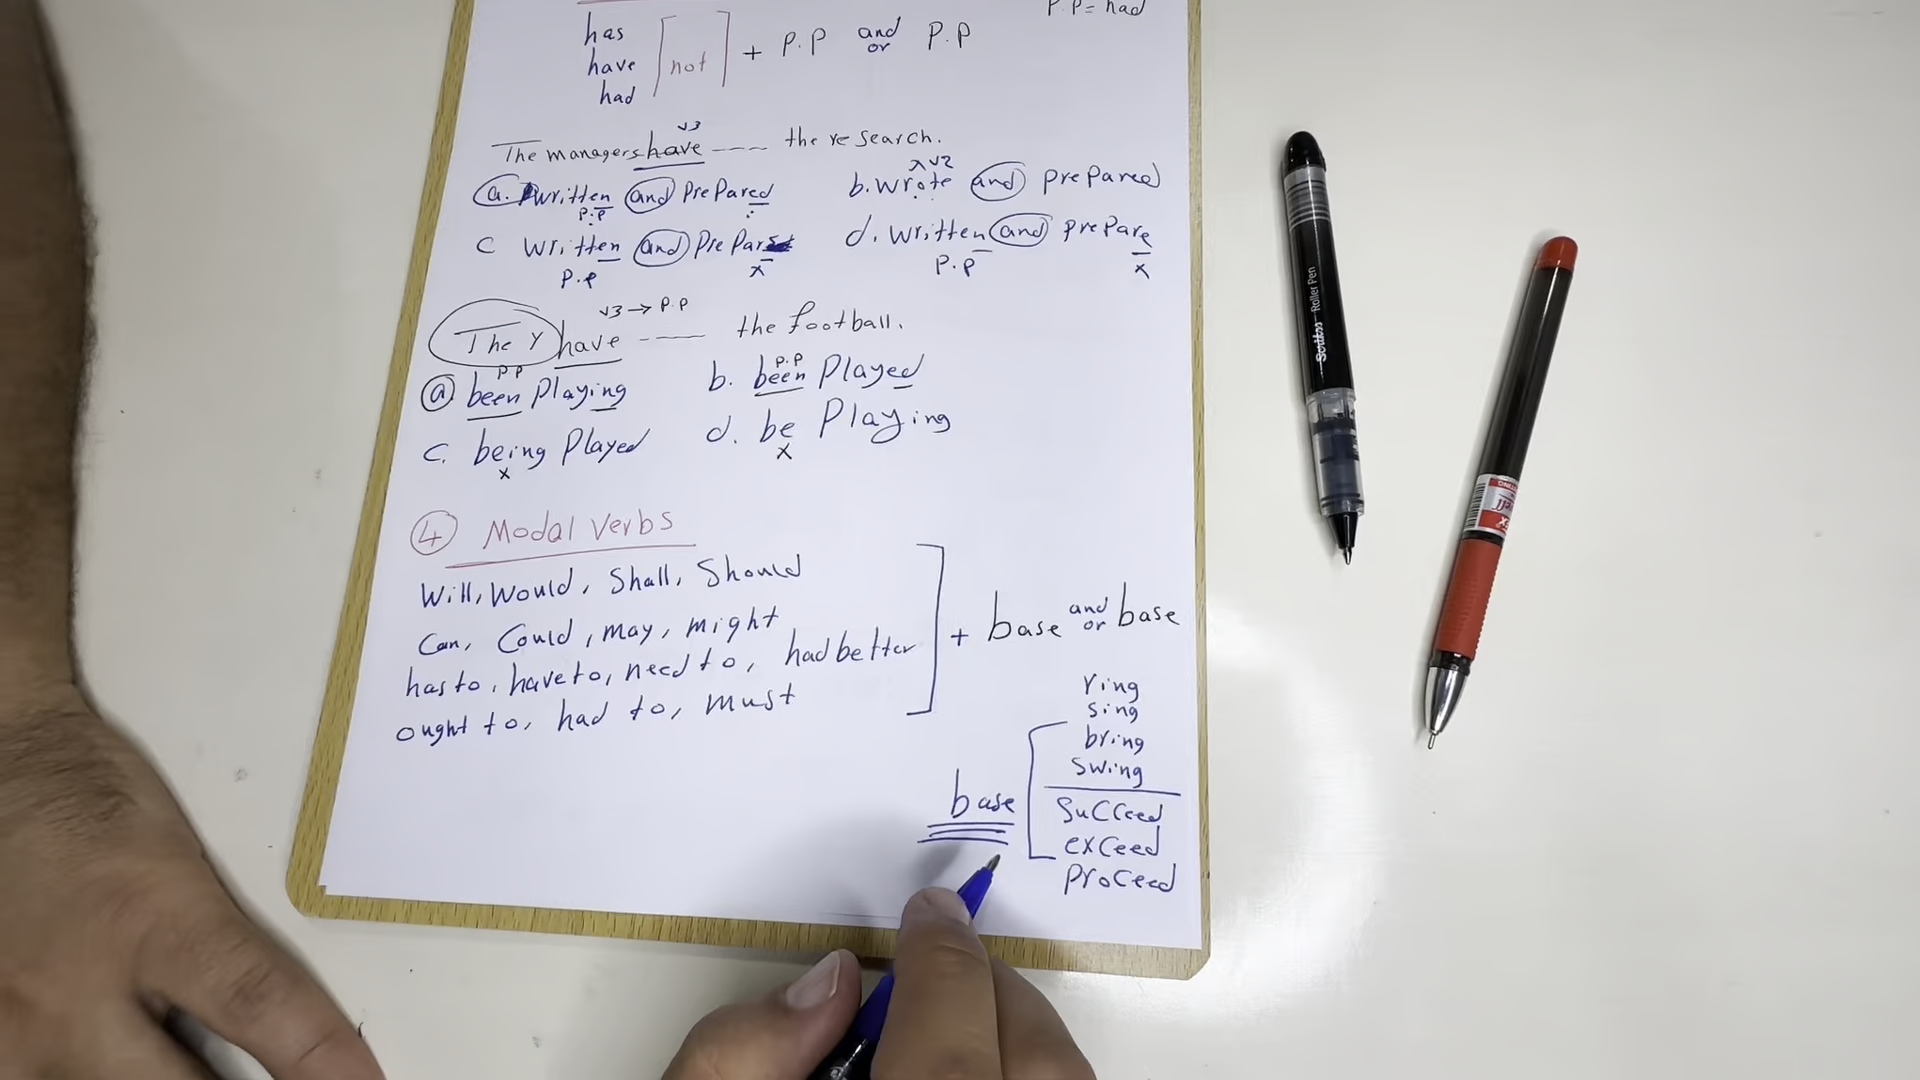 P.P = had
has
have [not] + P.P and or P.P
had
v3
The managers have ---- the research.
a. written and prepared
P.P
x v2
b. wrote and prepared
c written and
P.P x
d. written and prepare
P.P x
v3 → P.P
They have ---- the football.
P.P
a been playing
P.P
b. been played
c. being played
x
d. be playing
x
4 Modal verbs
Will, Would, Shall, Should
Can, Could, may, might
has to, have to, need to, had better
ought to, had to, must
+ base and or base
ring
sing
bring
swing
base
succeed
exceed
proceed
Scrikss Roller Pen